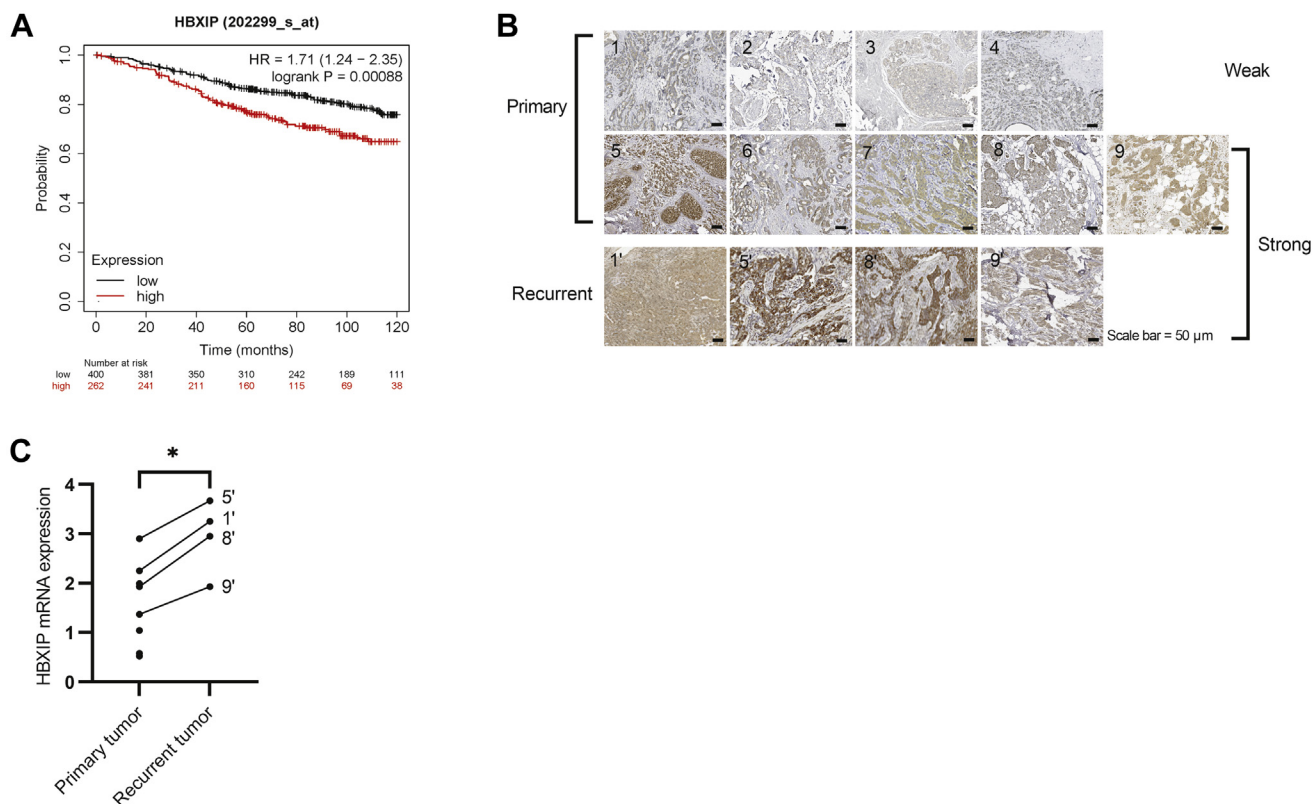 A
HBXIP (202299_s_at)
HR = 1.71 (1.24 − 2.35)
logrank P = 0.00088
Probability
1.0
0.8
0.6
0.4
0.2
0.0
Expression
low
high
0 20 40 60 80 100 120
Time (months)
Number at risk
low 400 381 350 310 242 189 111
high 262 241 211 160 115 69 38
B
Primary
1 2 3 4
Weak
5 6 7 8 9
Strong
Recurrent
1' 5' 8' 9'
Scale bar = 50 µm
C
*
HBXIP mRNA expression
4
3
2
1
0
5'
1'
8'
9'
Primary tumor
Recurrent tumor